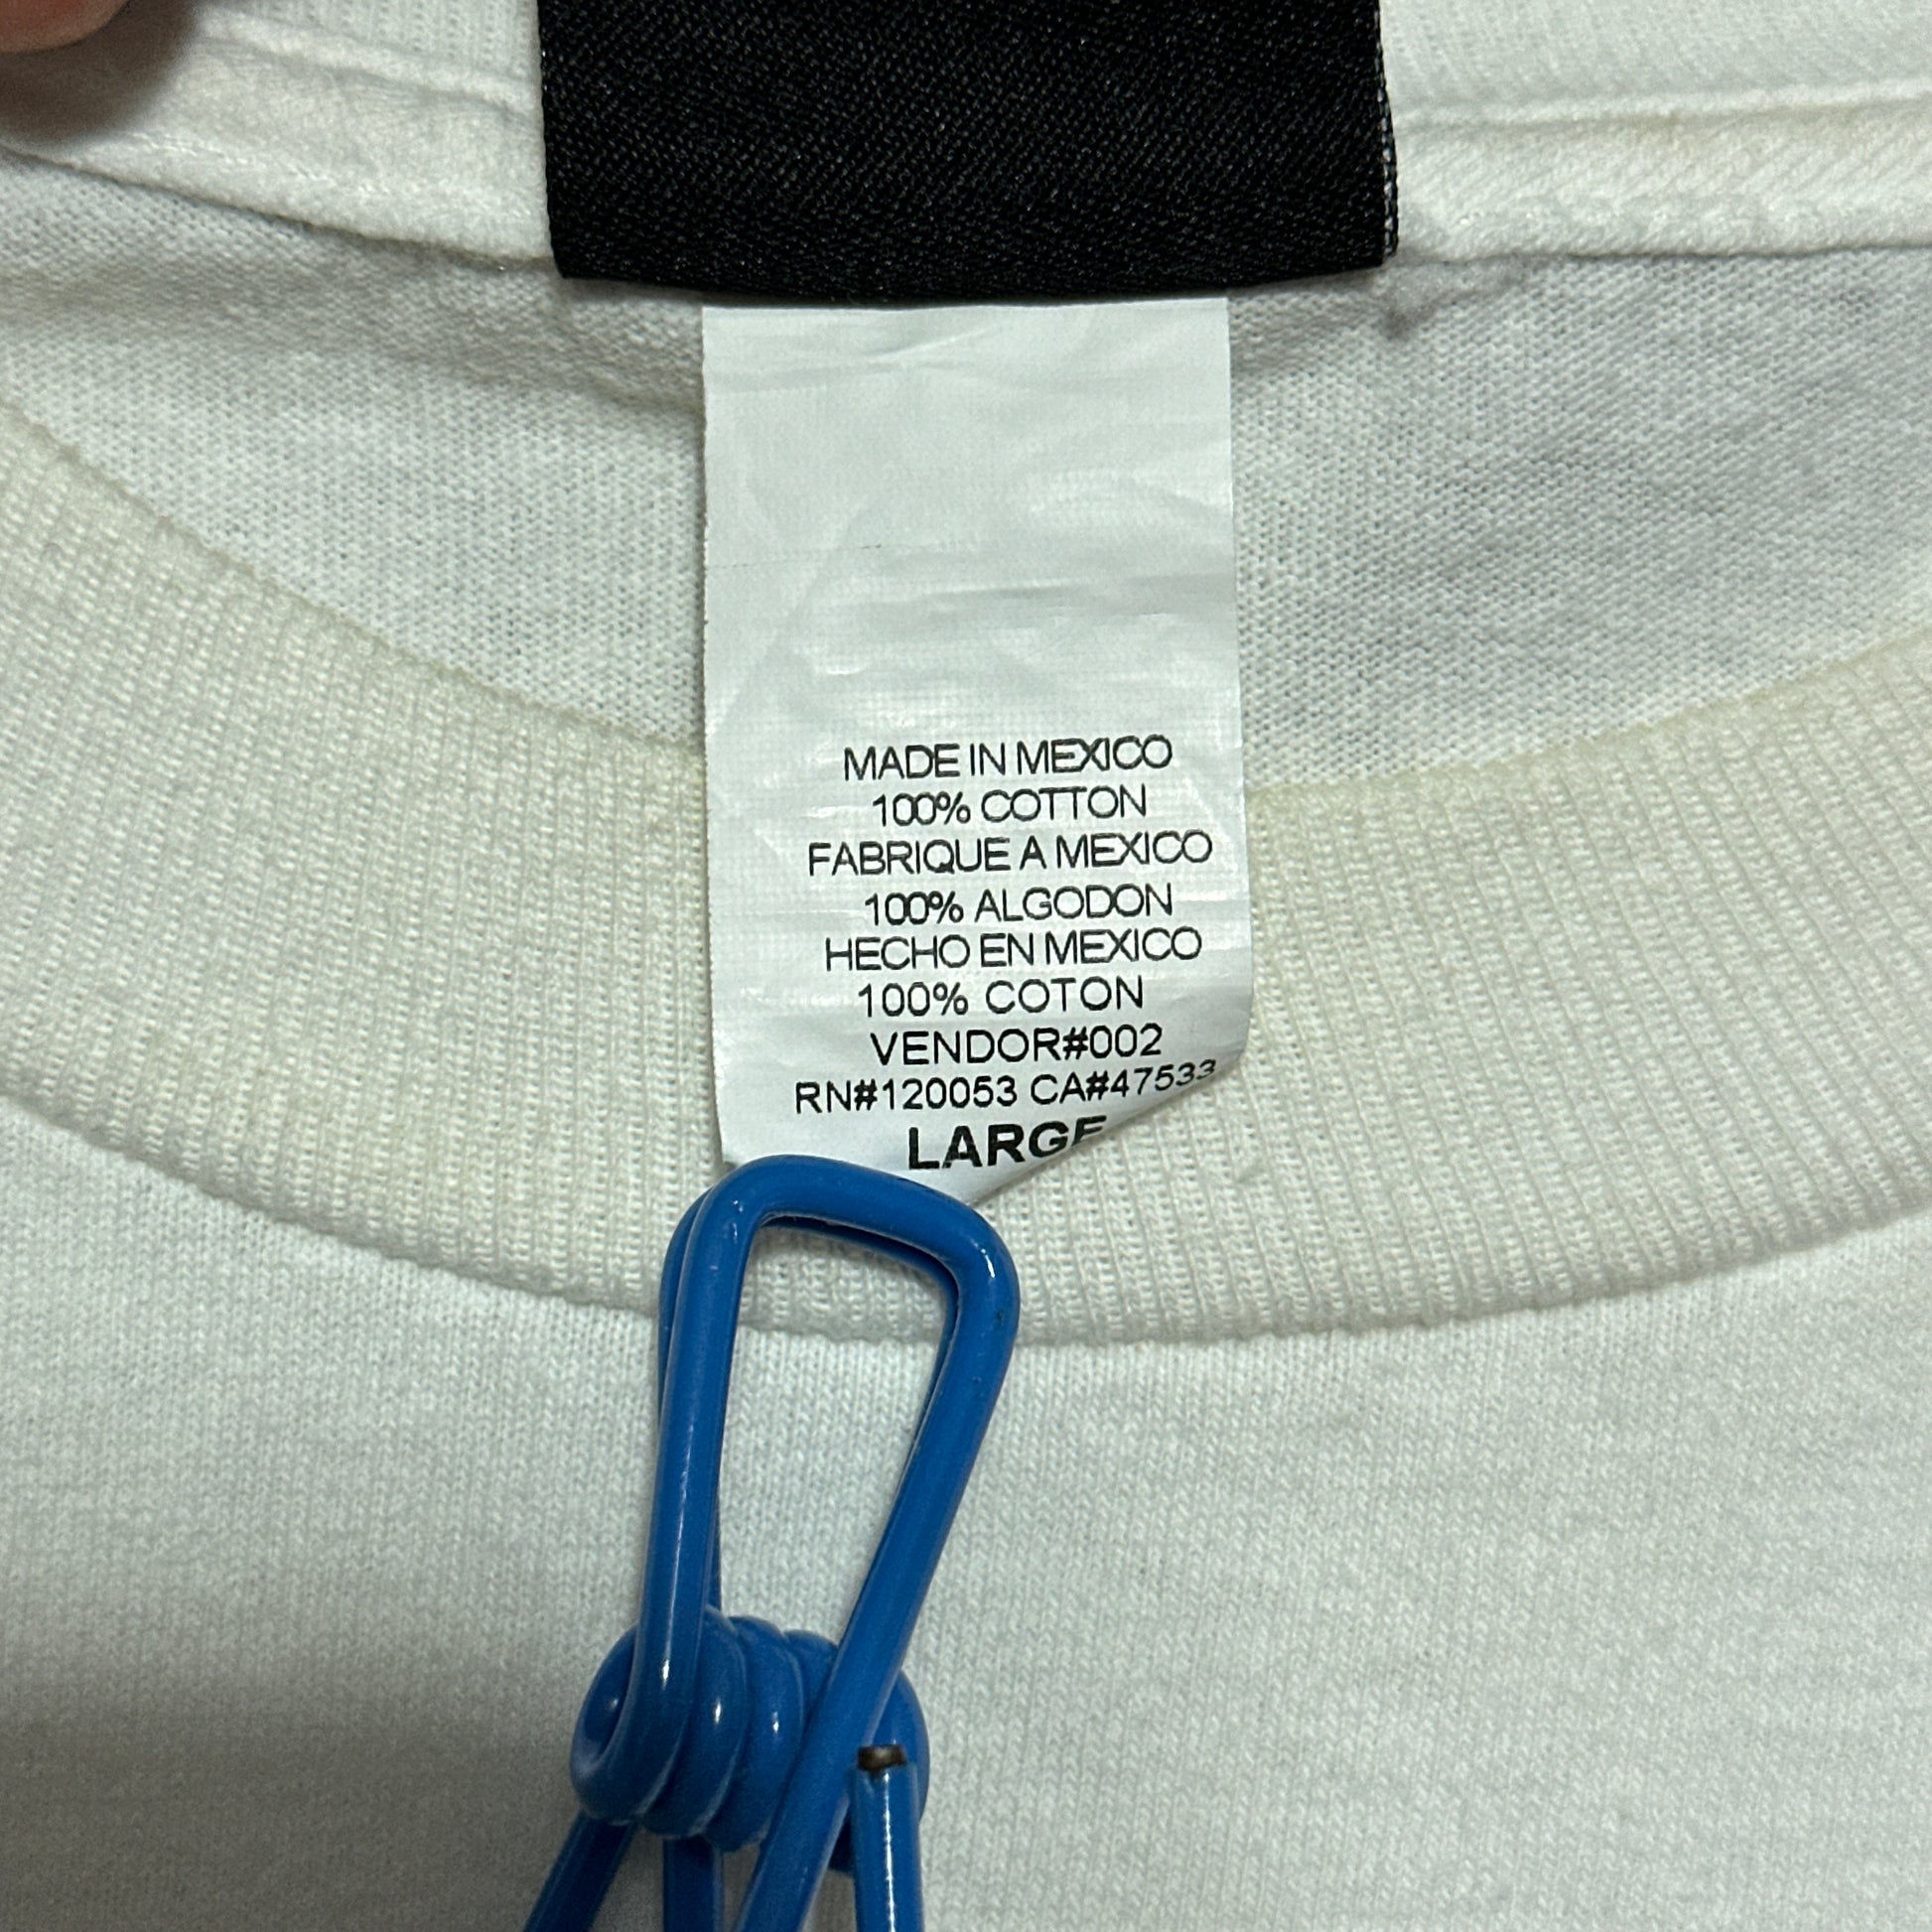 MADE IN MEXICO
100% COTTON
FABRIQUE A MEXICO
100% ALGODON
HECHO EN MEXICO
100% COTON
VENDOR#002
RN#120053 CA#47533
LARGE